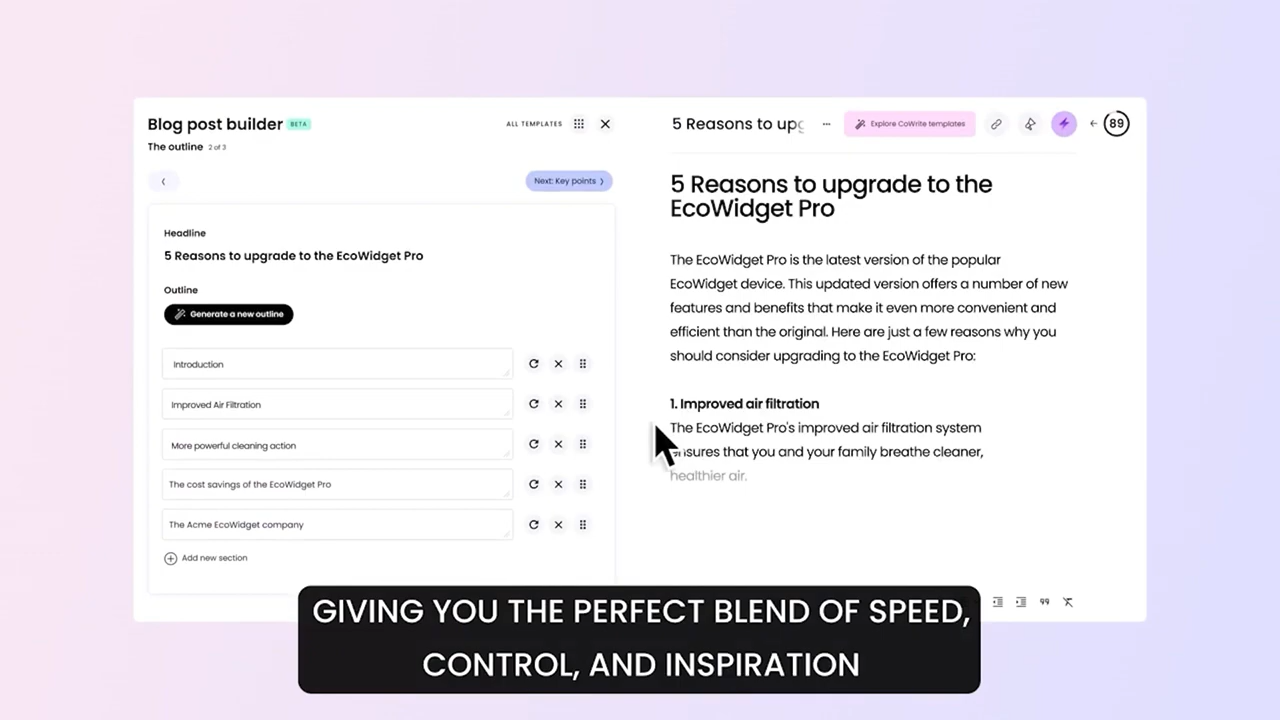 Blog post builder BETA
ALL TEMPLATES
The outline 2 of 3
Next: Key points
Headline
5 Reasons to upgrade to the EcoWidget Pro
Outline
Generate a new outline
Introduction
Improved Air Filtration
More powerful cleaning action
The cost savings of the EcoWidget Pro
The Acme EcoWidget company
Add new section
5 Reasons to upg
Explore CoWrite templates
89
5 Reasons to upgrade to the
EcoWidget Pro
The EcoWidget Pro is the latest version of the popular
EcoWidget device. This updated version offers a number of new
features and benefits that make it even more convenient and
efficient than the original. Here are just a few reasons why you
should consider upgrading to the EcoWidget Pro:
1. Improved air filtration
The EcoWidget Pro's improved air filtration system
ensures that you and your family breathe cleaner,
healthier air.
GIVING YOU THE PERFECT BLEND OF SPEED,
CONTROL, AND INSPIRATION